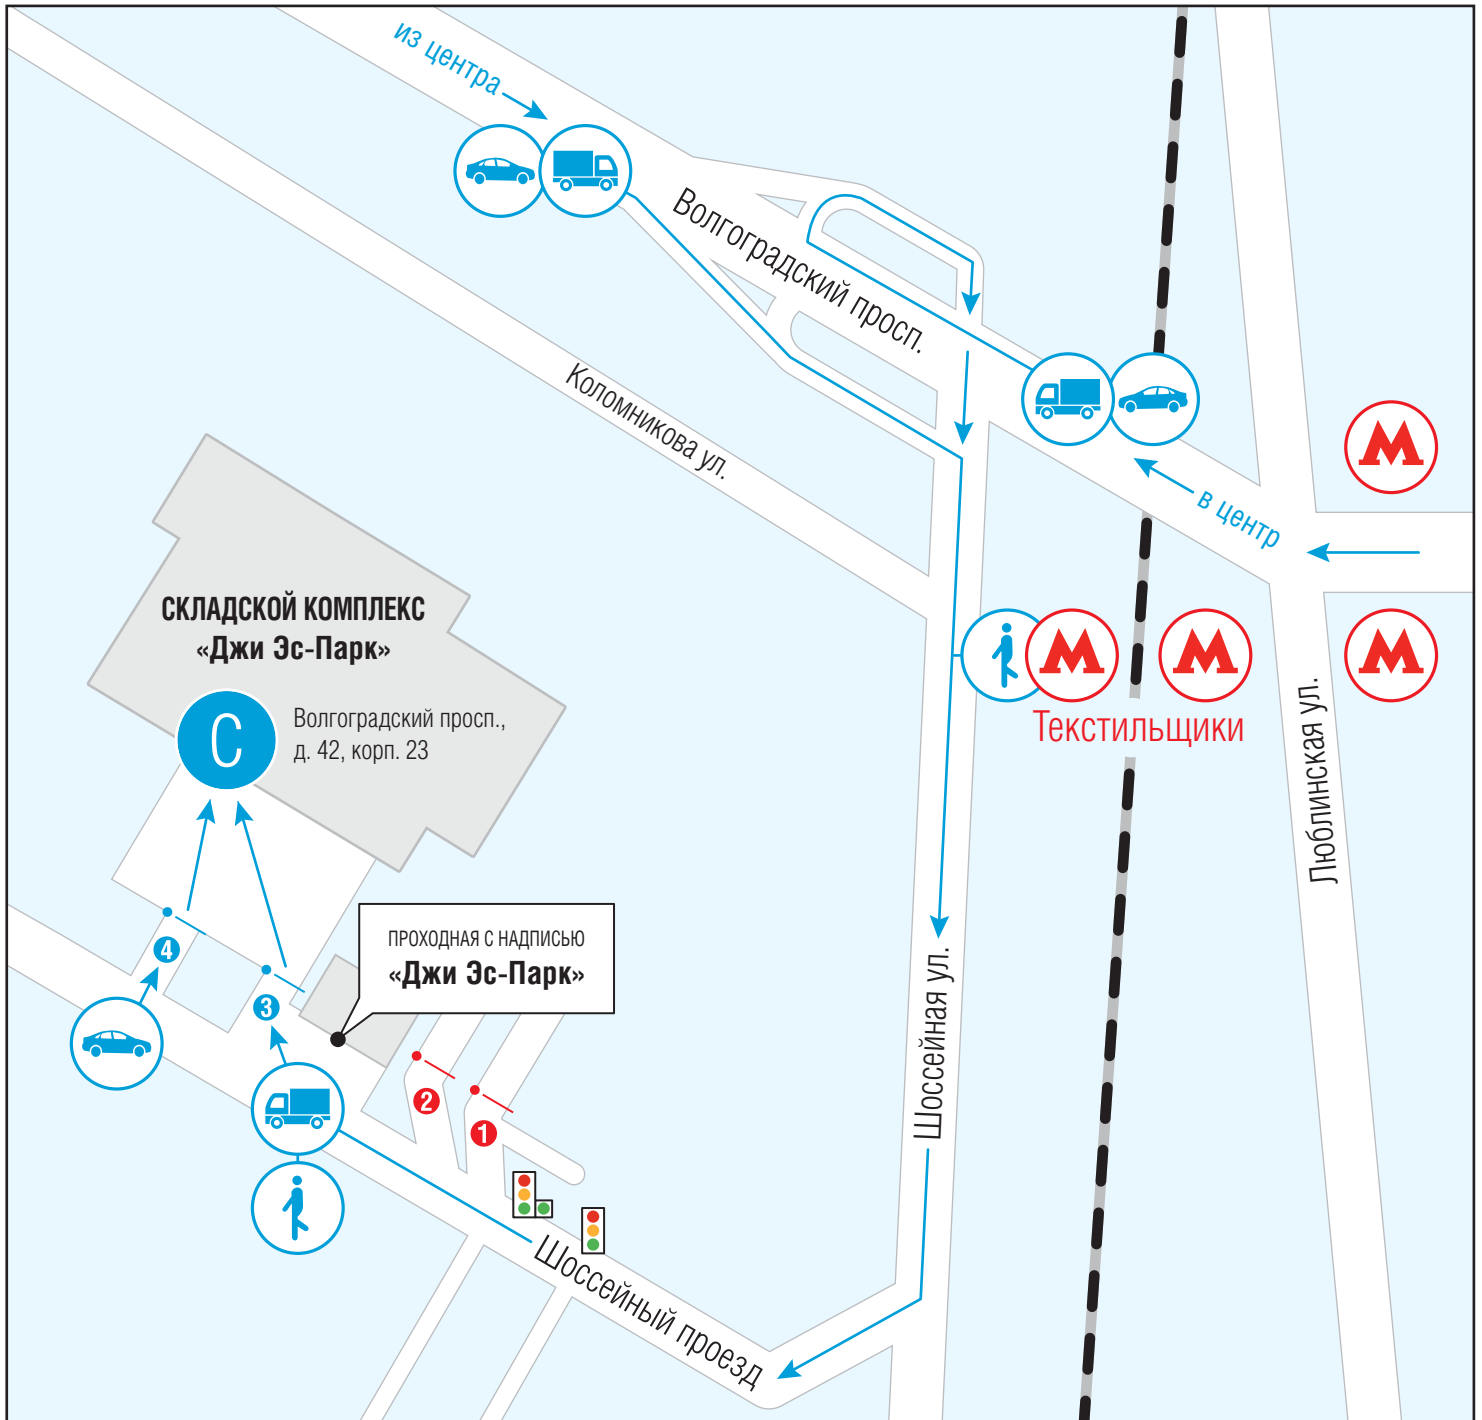 из центра
Волгоградский просп.
Коломникова ул.
в центр
СКЛАДСКОЙ КОМПЛЕКС
«Джи Эс-Парк»
С
Волгоградский просп.,
д. 42, корп. 23
М
М
М
М
Текстильщики
Люблинская ул.
ПРОХОДНАЯ С НАДПИСЬЮ
«Джи Эс-Парк»
4
3
2
1
Шоссейная ул.
Шоссейный проезд